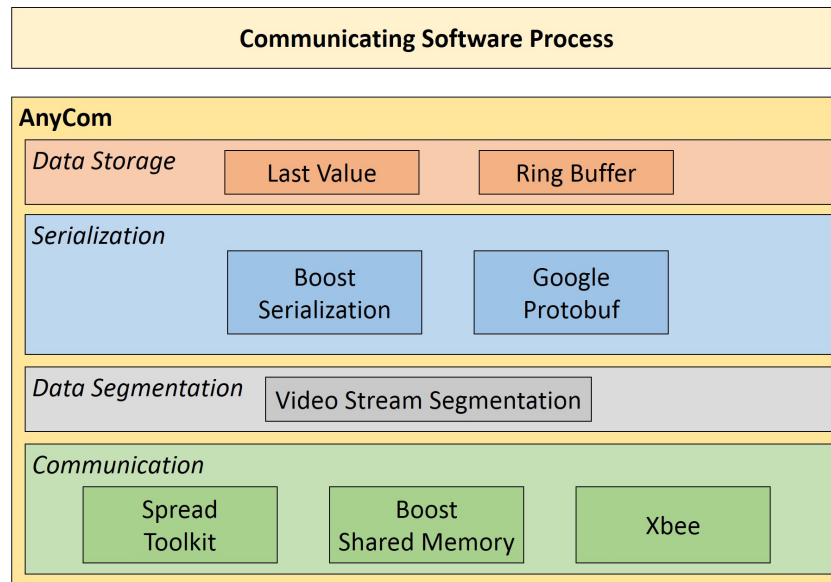 Communicating Software Process
AnyCom
Data Storage
Last Value
Ring Buffer
Serialization
Boost
Serialization
Google
Protobuf
Data Segmentation
Video Stream Segmentation
Communication
Spread
Toolkit
Boost
Shared Memory
Xbee